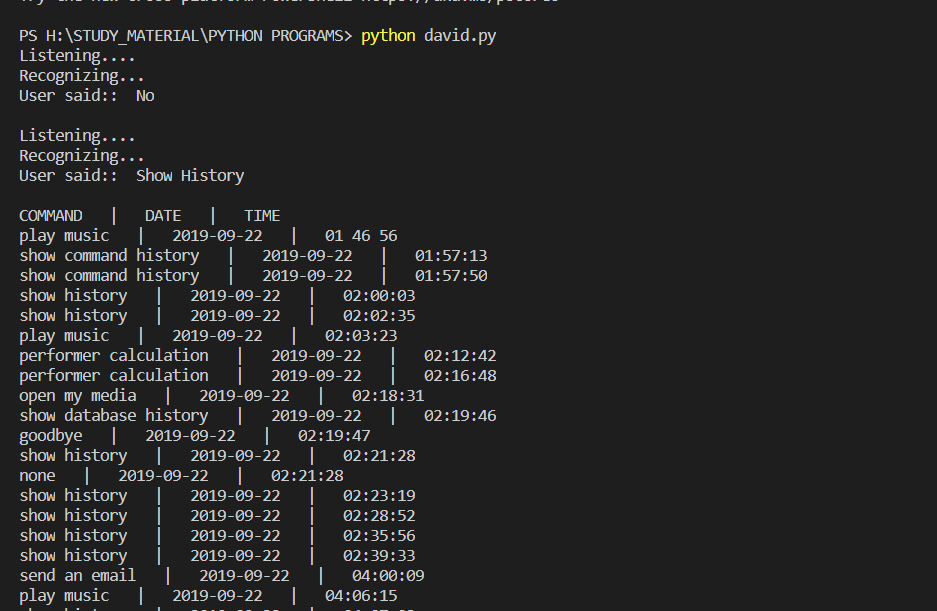 PS H:\STUDY_MATERIAL\PYTHON PROGRAMS> python david.py
Listening....
Recognizing...
User said::  No
Listening....
Recognizing...
User said::  Show History
COMMAND   |   DATE   |   TIME
play music   |   2019-09-22   |   01 46 56
show command history   |   2019-09-22   |   01:57:13
show command history   |   2019-09-22   |   01:57:50
show history   |   2019-09-22   |   02:00:03
show history   |   2019-09-22   |   02:02:35
play music   |   2019-09-22   |   02:03:23
performer calculation   |   2019-09-22   |   02:12:42
performer calculation   |   2019-09-22   |   02:16:48
open my media   |   2019-09-22   |   02:18:31
show database history   |   2019-09-22   |   02:19:46
goodbye   |   2019-09-22   |   02:19:47
show history   |   2019-09-22   |   02:21:28
none   |   2019-09-22   |   02:21:28
show history   |   2019-09-22   |   02:23:19
show history   |   2019-09-22   |   02:28:52
show history   |   2019-09-22   |   02:35:56
show history   |   2019-09-22   |   02:39:33
send an email   |   2019-09-22   |   04:00:09
play music   |   2019-09-22   |   04:06:15